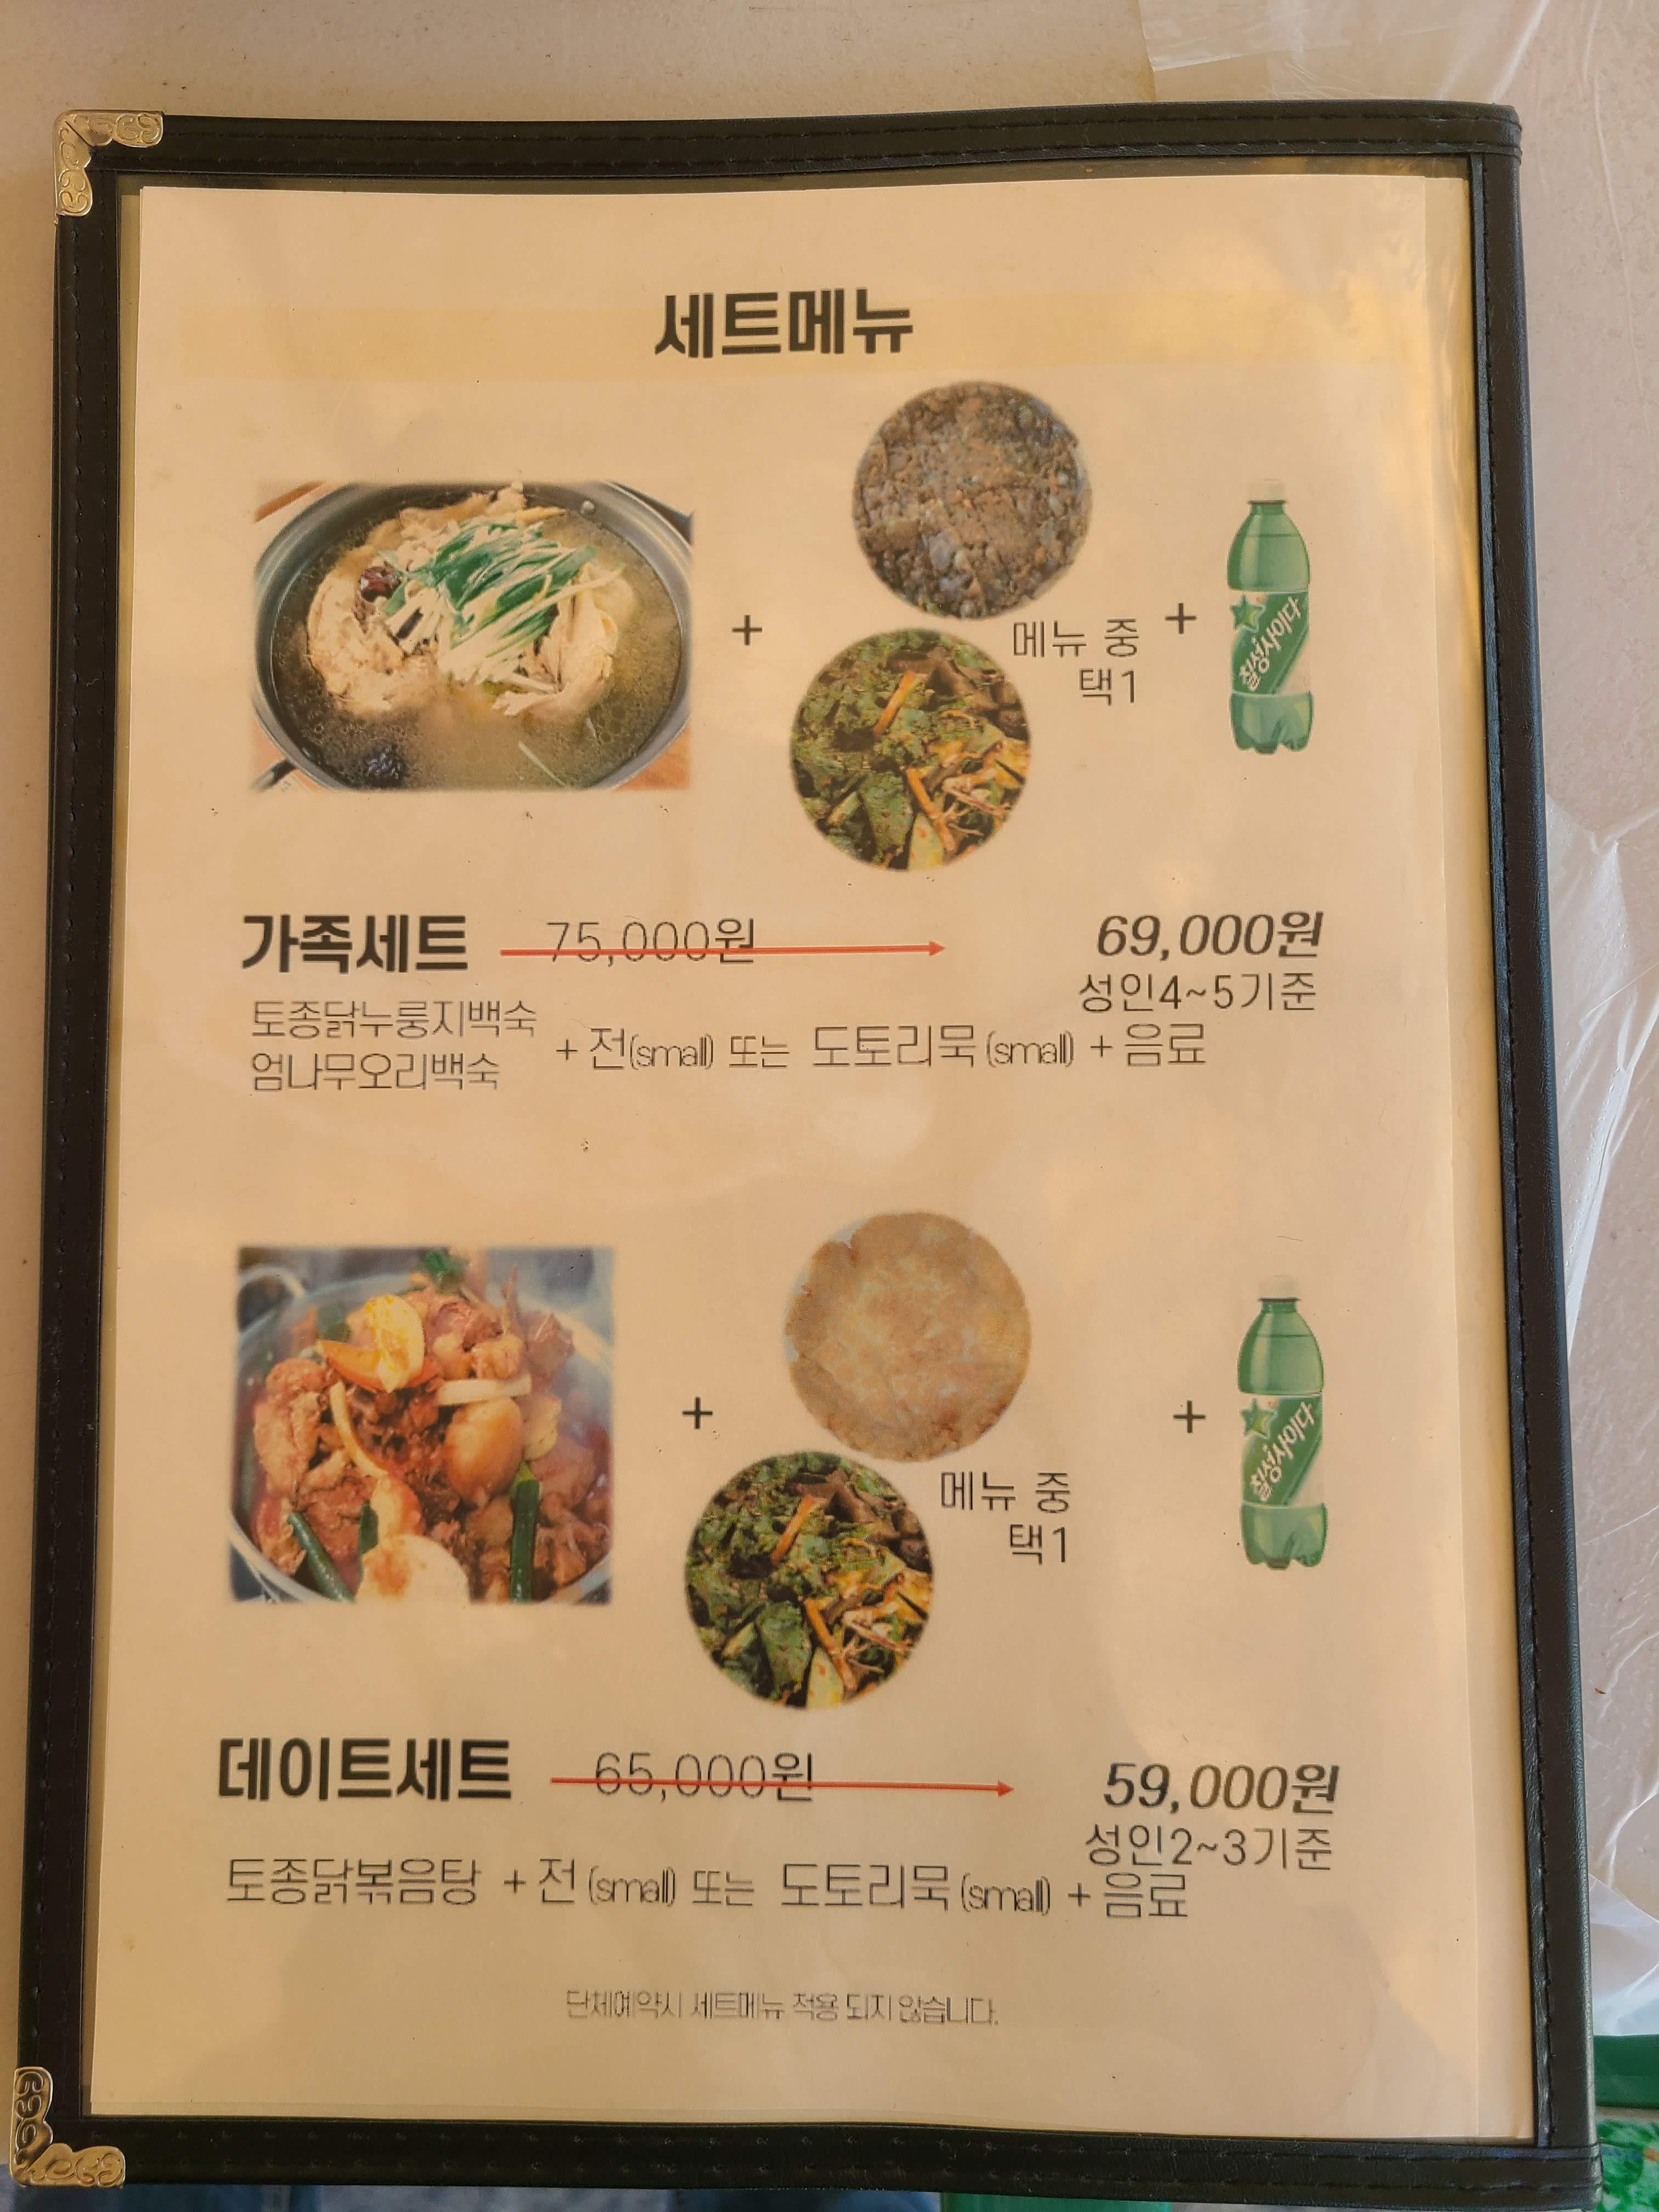 세트메뉴
+
메뉴 중
택1
+
칠성사이다
가족세트 75,000원 69,000원
성인4~5기준
토종닭누룽지백숙
엄나무오리백숙
+ 전(small) 또는 도토리묵(small) + 음료
+
메뉴 중
택1
+
칠성사이다
데이트세트 65,000원 59,000원
성인2~3기준
토종닭볶음탕 + 전(small) 또는 도토리묵(small) + 음료
단체예약시 세트메뉴 적용 되지 않습니다.